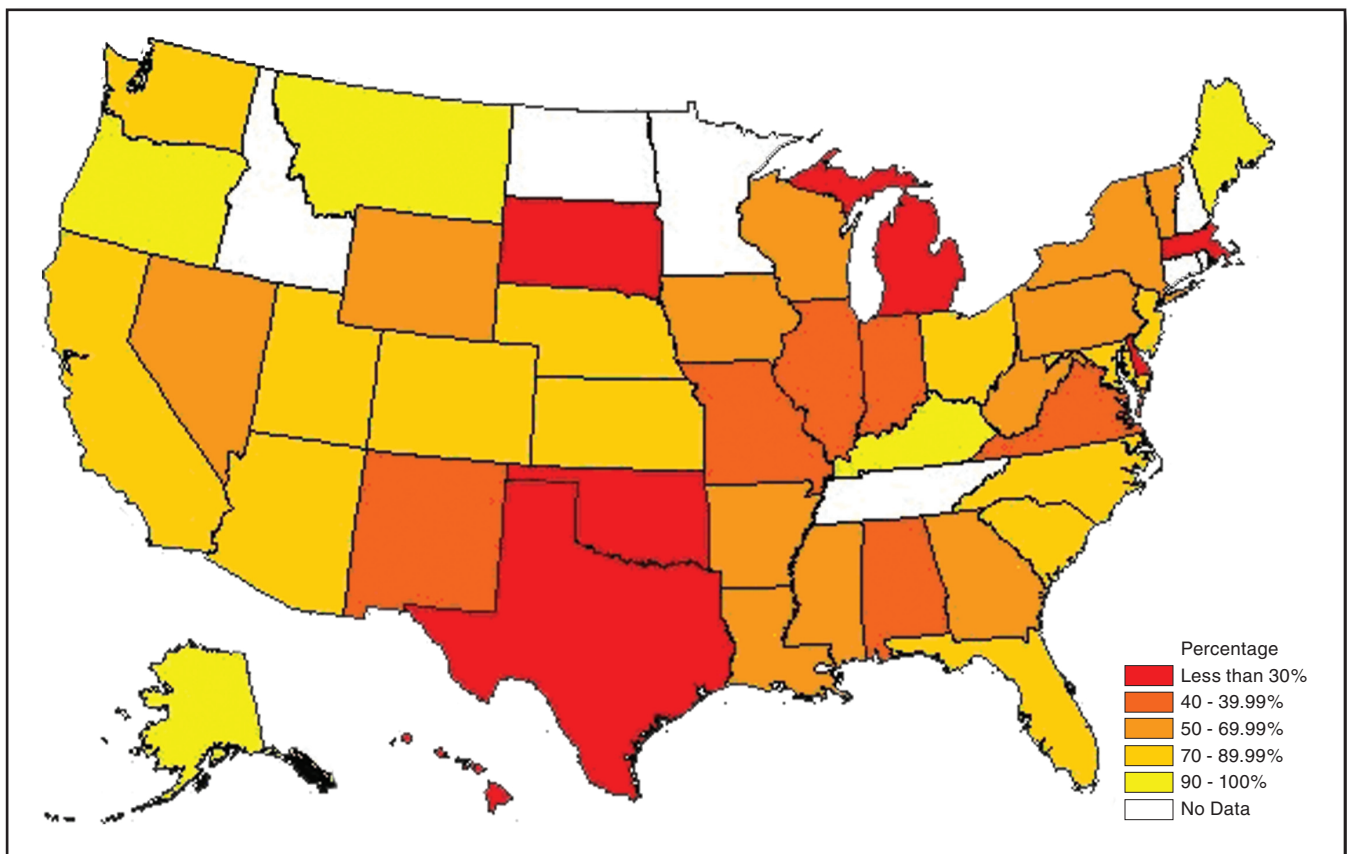 Percentage
Less than 30%
40 - 39.99%
50 - 69.99%
70 - 89.99%
90 - 100%
No Data